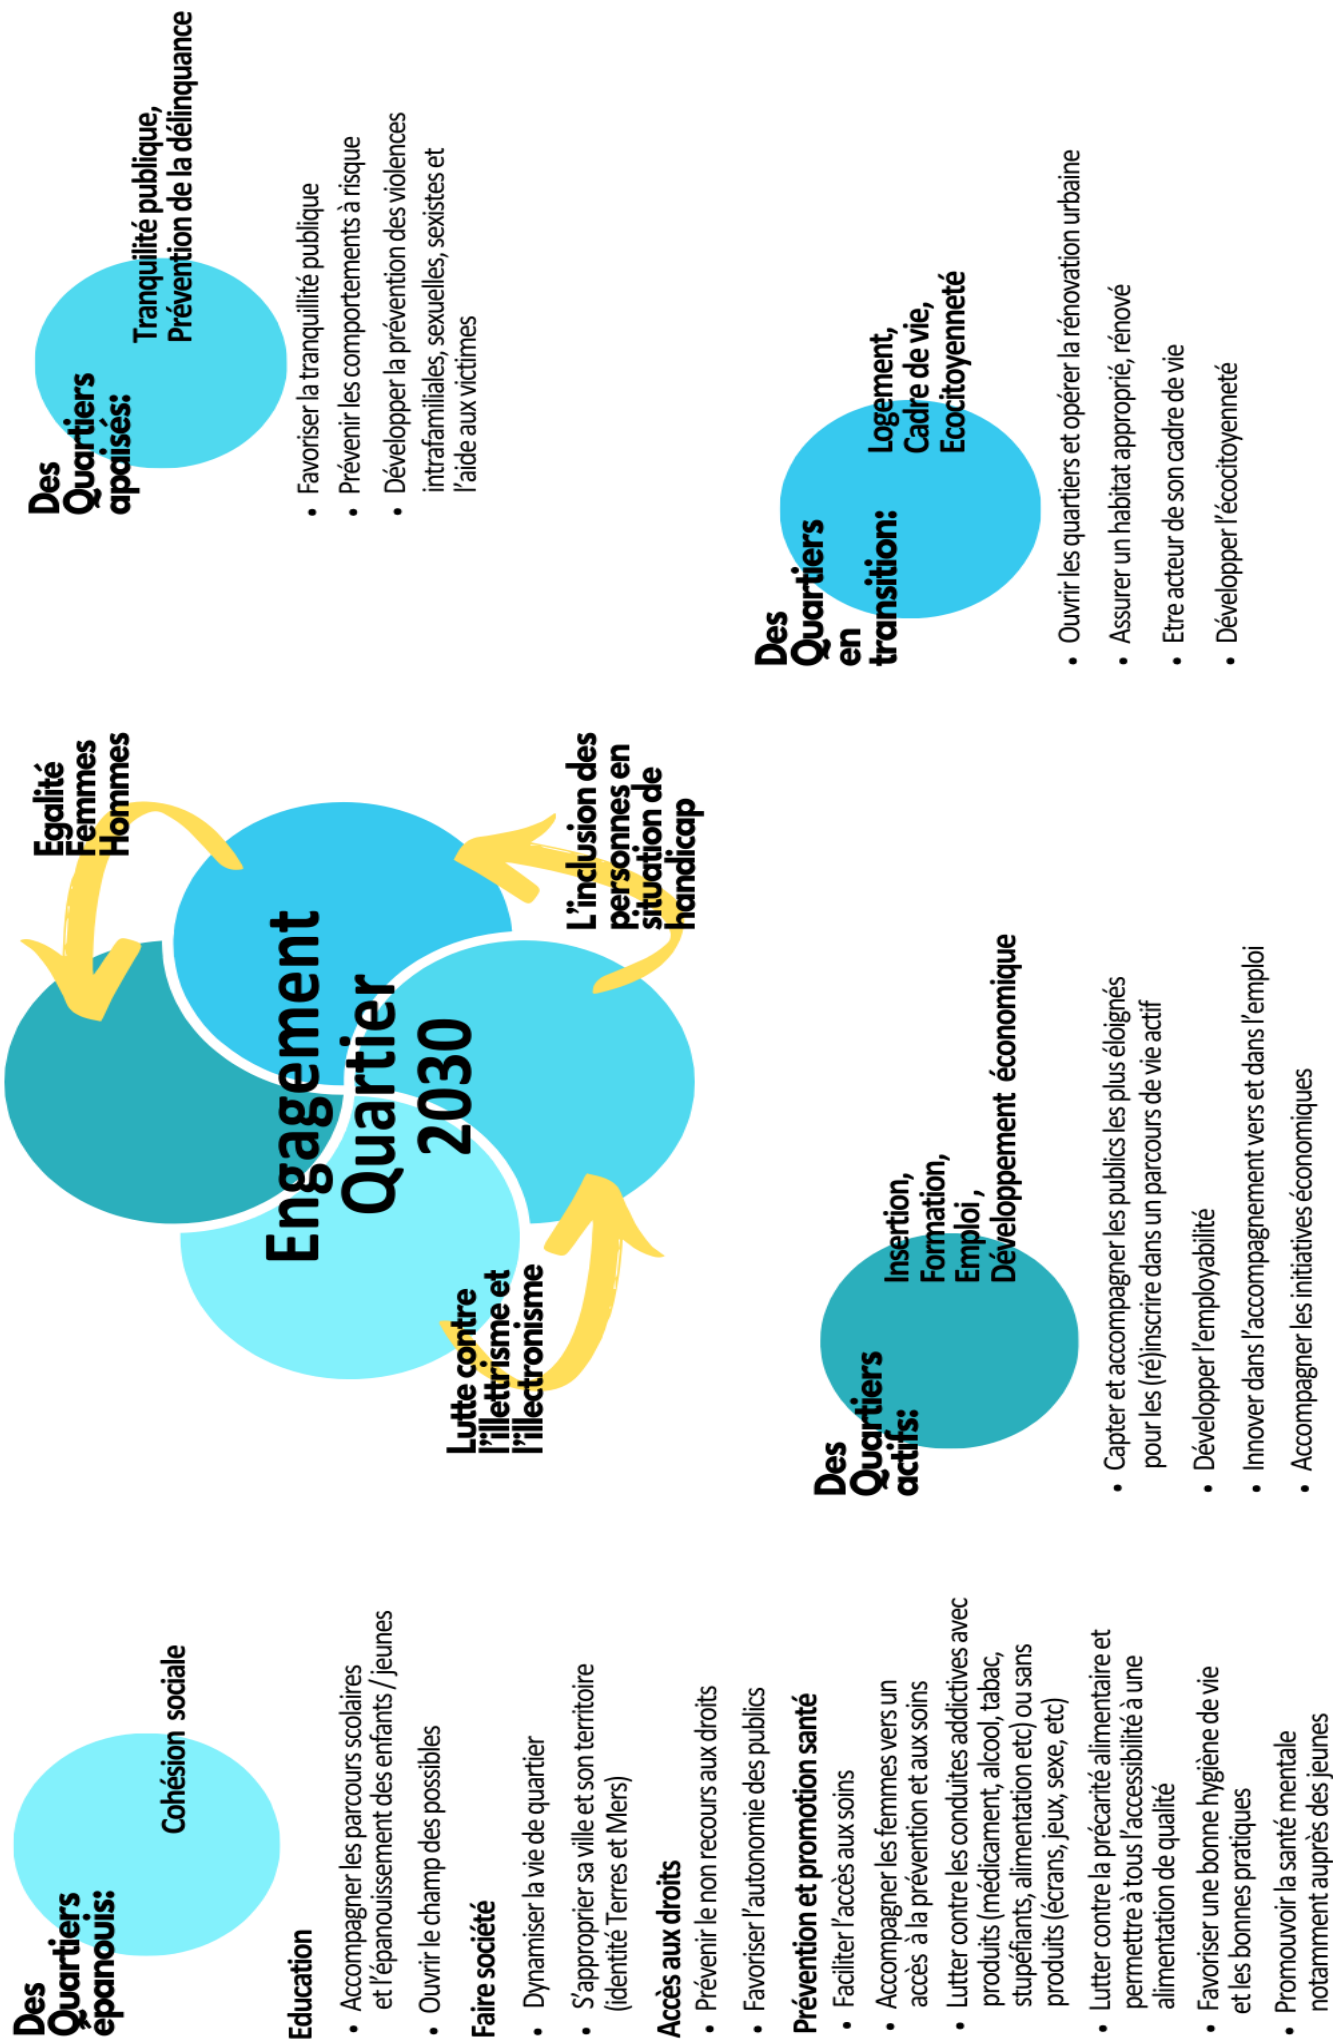 Des
Quartiers
épanouis:
Cohésion sociale
Education
• Accompagner les parcours scolaires
et l'épanouissement des enfants / jeunes
• Ouvrir le champ des possibles
Faire société
• Dynamiser la vie de quartier
• S'approprier sa ville et son territoire
(identité Terres et Mers)
Accès aux droits
• Prévenir le non recours aux droits
• Favoriser l'autonomie des publics
Prévention et promotion santé
• Faciliter l'accès aux soins
• Accompagner les femmes vers un
accès à la prévention et aux soins
• Lutter contre les conduites addictives avec
produits (médicament, alcool, tabac,
stupéfiants, alimentation etc) ou sans
produits (écrans, jeux, sexe, etc)
• Lutter contre la précarité alimentaire et
permettre à tous l'accessibilité à une
alimentation de qualité
• Favoriser une bonne hygiène de vie
et les bonnes pratiques
• Promouvoir la santé mentale
notamment auprès des jeunes
Egalité
Femmes
Hommes
Engagement
Quartier
2030
Lutte contre
l'illettrisme et
l'illectronisme
L'inclusion des
personnes en
situation de
handicap
Des
Quartiers
actifs:
Insertion,
Formation,
Emploi,
Développement économique
• Capter et accompagner les publics les plus éloignés
pour les (ré)inscrire dans un parcours de vie actif
• Développer l'employabilité
• Innover dans l'accompagnement vers et dans l'emploi
• Accompagner les initiatives économiques
Des
Quartiers
apaisés:
Tranquilité publique,
Prévention de la délinquance
• Favoriser la tranquillité publique
• Prévenir les comportements à risque
• Développer la prévention des violences
intrafamiliales, sexuelles, sexistes et
l'aide aux victimes
Des
Quartiers
en
transition:
Logement,
Cadre de vie,
Ecocitoyenneté
• Ouvrir les quartiers et opérer la rénovation urbaine
• Assurer un habitat approprié, rénové
• Etre acteur de son cadre de vie
• Développer l'écocitoyenneté